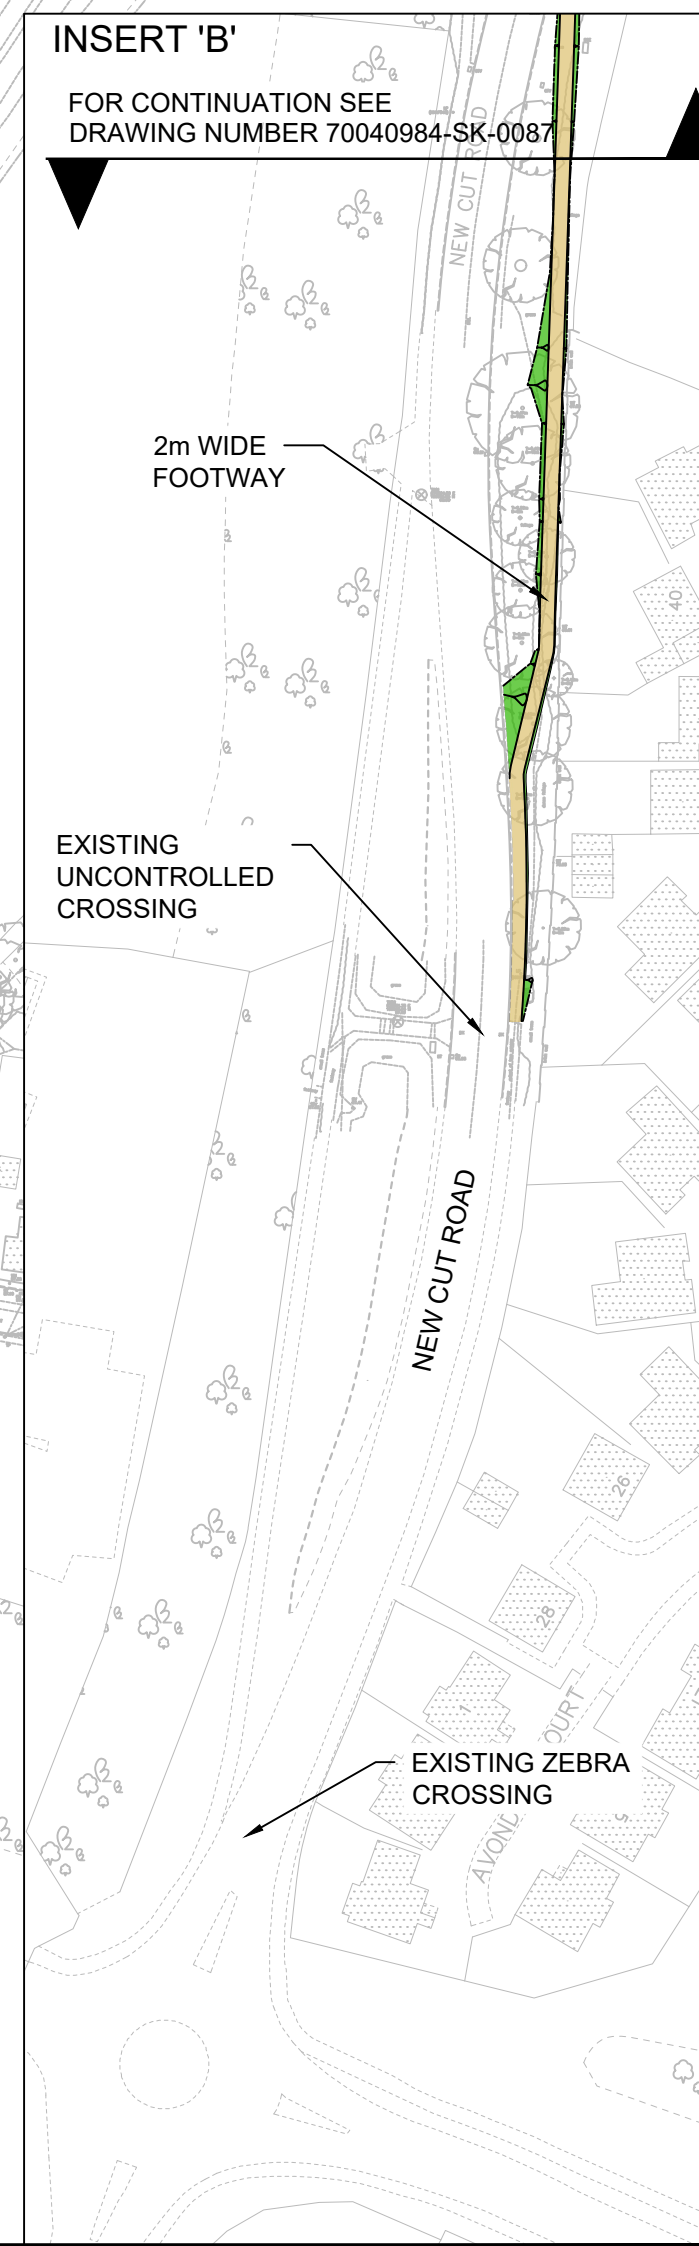 INSERT 'B'
FOR CONTINUATION SEE
DRAWING NUMBER 70040984-SK-0087
NEW CUT ROAD
2m WIDE
FOOTWAY
40
EXISTING
UNCONTROLLED
CROSSING
NEW CUT ROAD
26
28
1
EXISTING ZEBRA
CROSSING